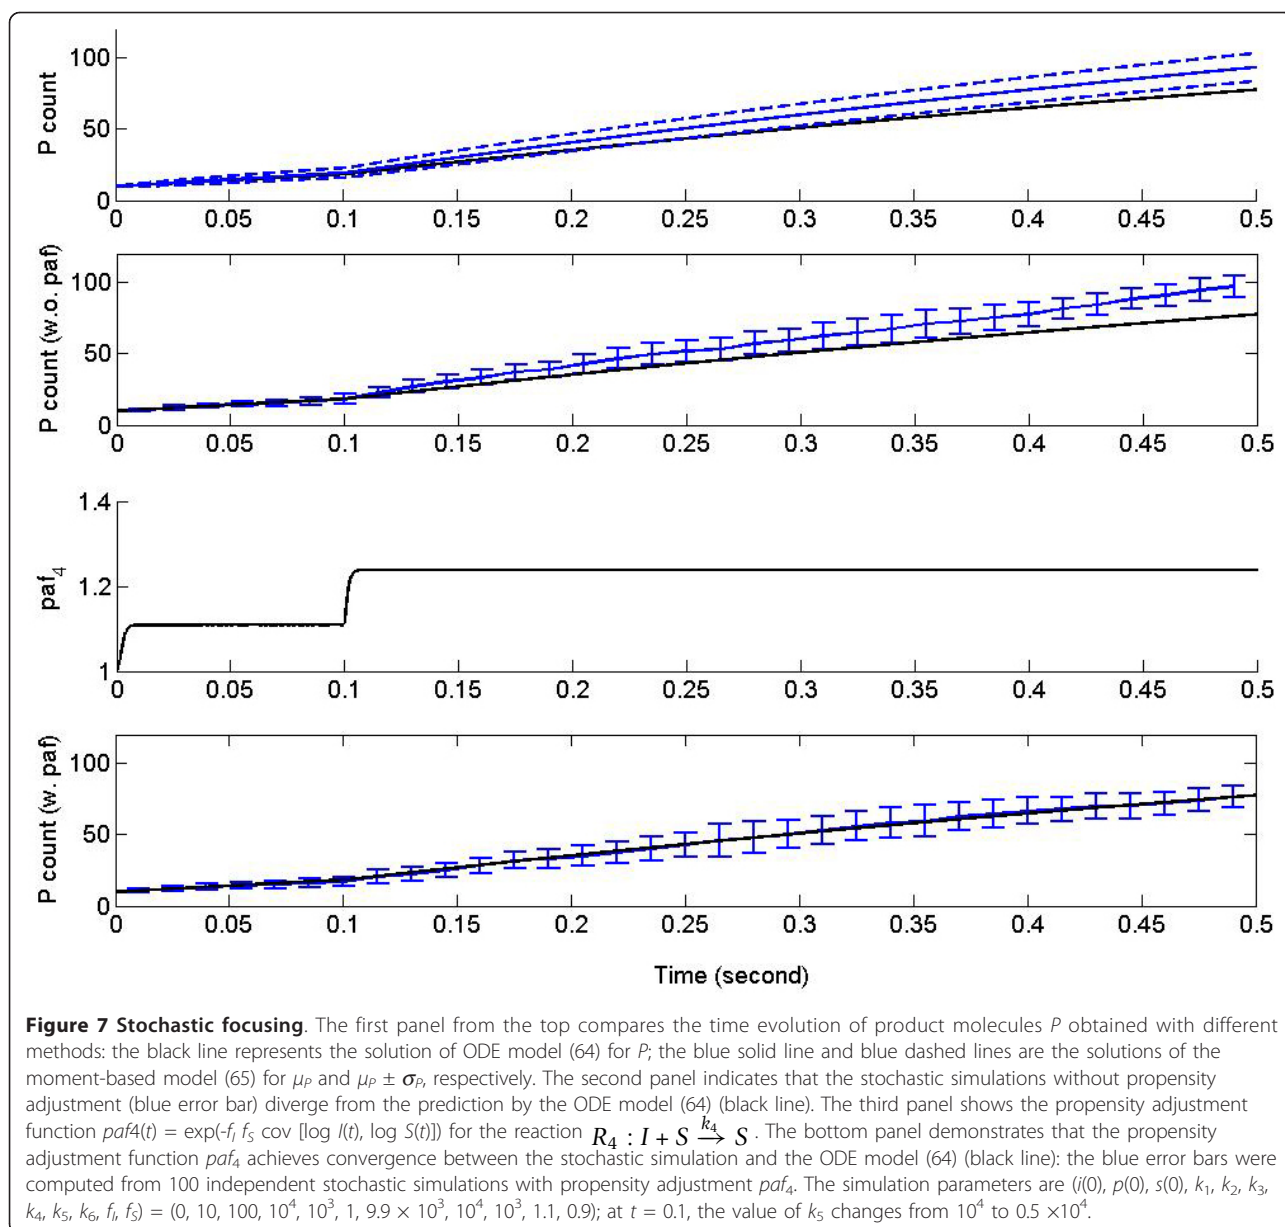 P count
100
50
0
0 0.05 0.1 0.15 0.2 0.25 0.3 0.35 0.4 0.45 0.5
P count (w.o. paf)
100
50
0
0 0.05 0.1 0.15 0.2 0.25 0.3 0.35 0.4 0.45 0.5
paf4
1.4
1.2
1
0 0.05 0.1 0.15 0.2 0.25 0.3 0.35 0.4 0.45 0.5
P count (w. paf)
100
50
0
0 0.05 0.1 0.15 0.2 0.25 0.3 0.35 0.4 0.45 0.5
Time (second)
Figure 7 Stochastic focusing. The first panel from the top compares the time evolution of product molecules P obtained with different
methods: the black line represents the solution of ODE model (64) for P; the blue solid line and blue dashed lines are the solutions of the
moment-based model (65) for μP and μP ± σP, respectively. The second panel indicates that the stochastic simulations without propensity
adjustment (blue error bar) diverge from the prediction by the ODE model (64) (black line). The third panel shows the propensity adjustment
function paf4(t) = exp(-fI fS cov [log I(t), log S(t)]) for the reaction R₄ : I + S →k₄ S . The bottom panel demonstrates that the propensity
adjustment function paf₄ achieves convergence between the stochastic simulation and the ODE model (64) (black line): the blue error bars were
computed from 100 independent stochastic simulations with propensity adjustment paf₄. The simulation parameters are (i(0), p(0), s(0), k₁, k₂, k₃,
k₄, k₅, k₆, fI, fS) = (0, 10, 100, 10⁴, 10³, 1, 9.9 × 10³, 10⁴, 10³, 1.1, 0.9); at t = 0.1, the value of k₅ changes from 10⁴ to 0.5 ×10⁴.